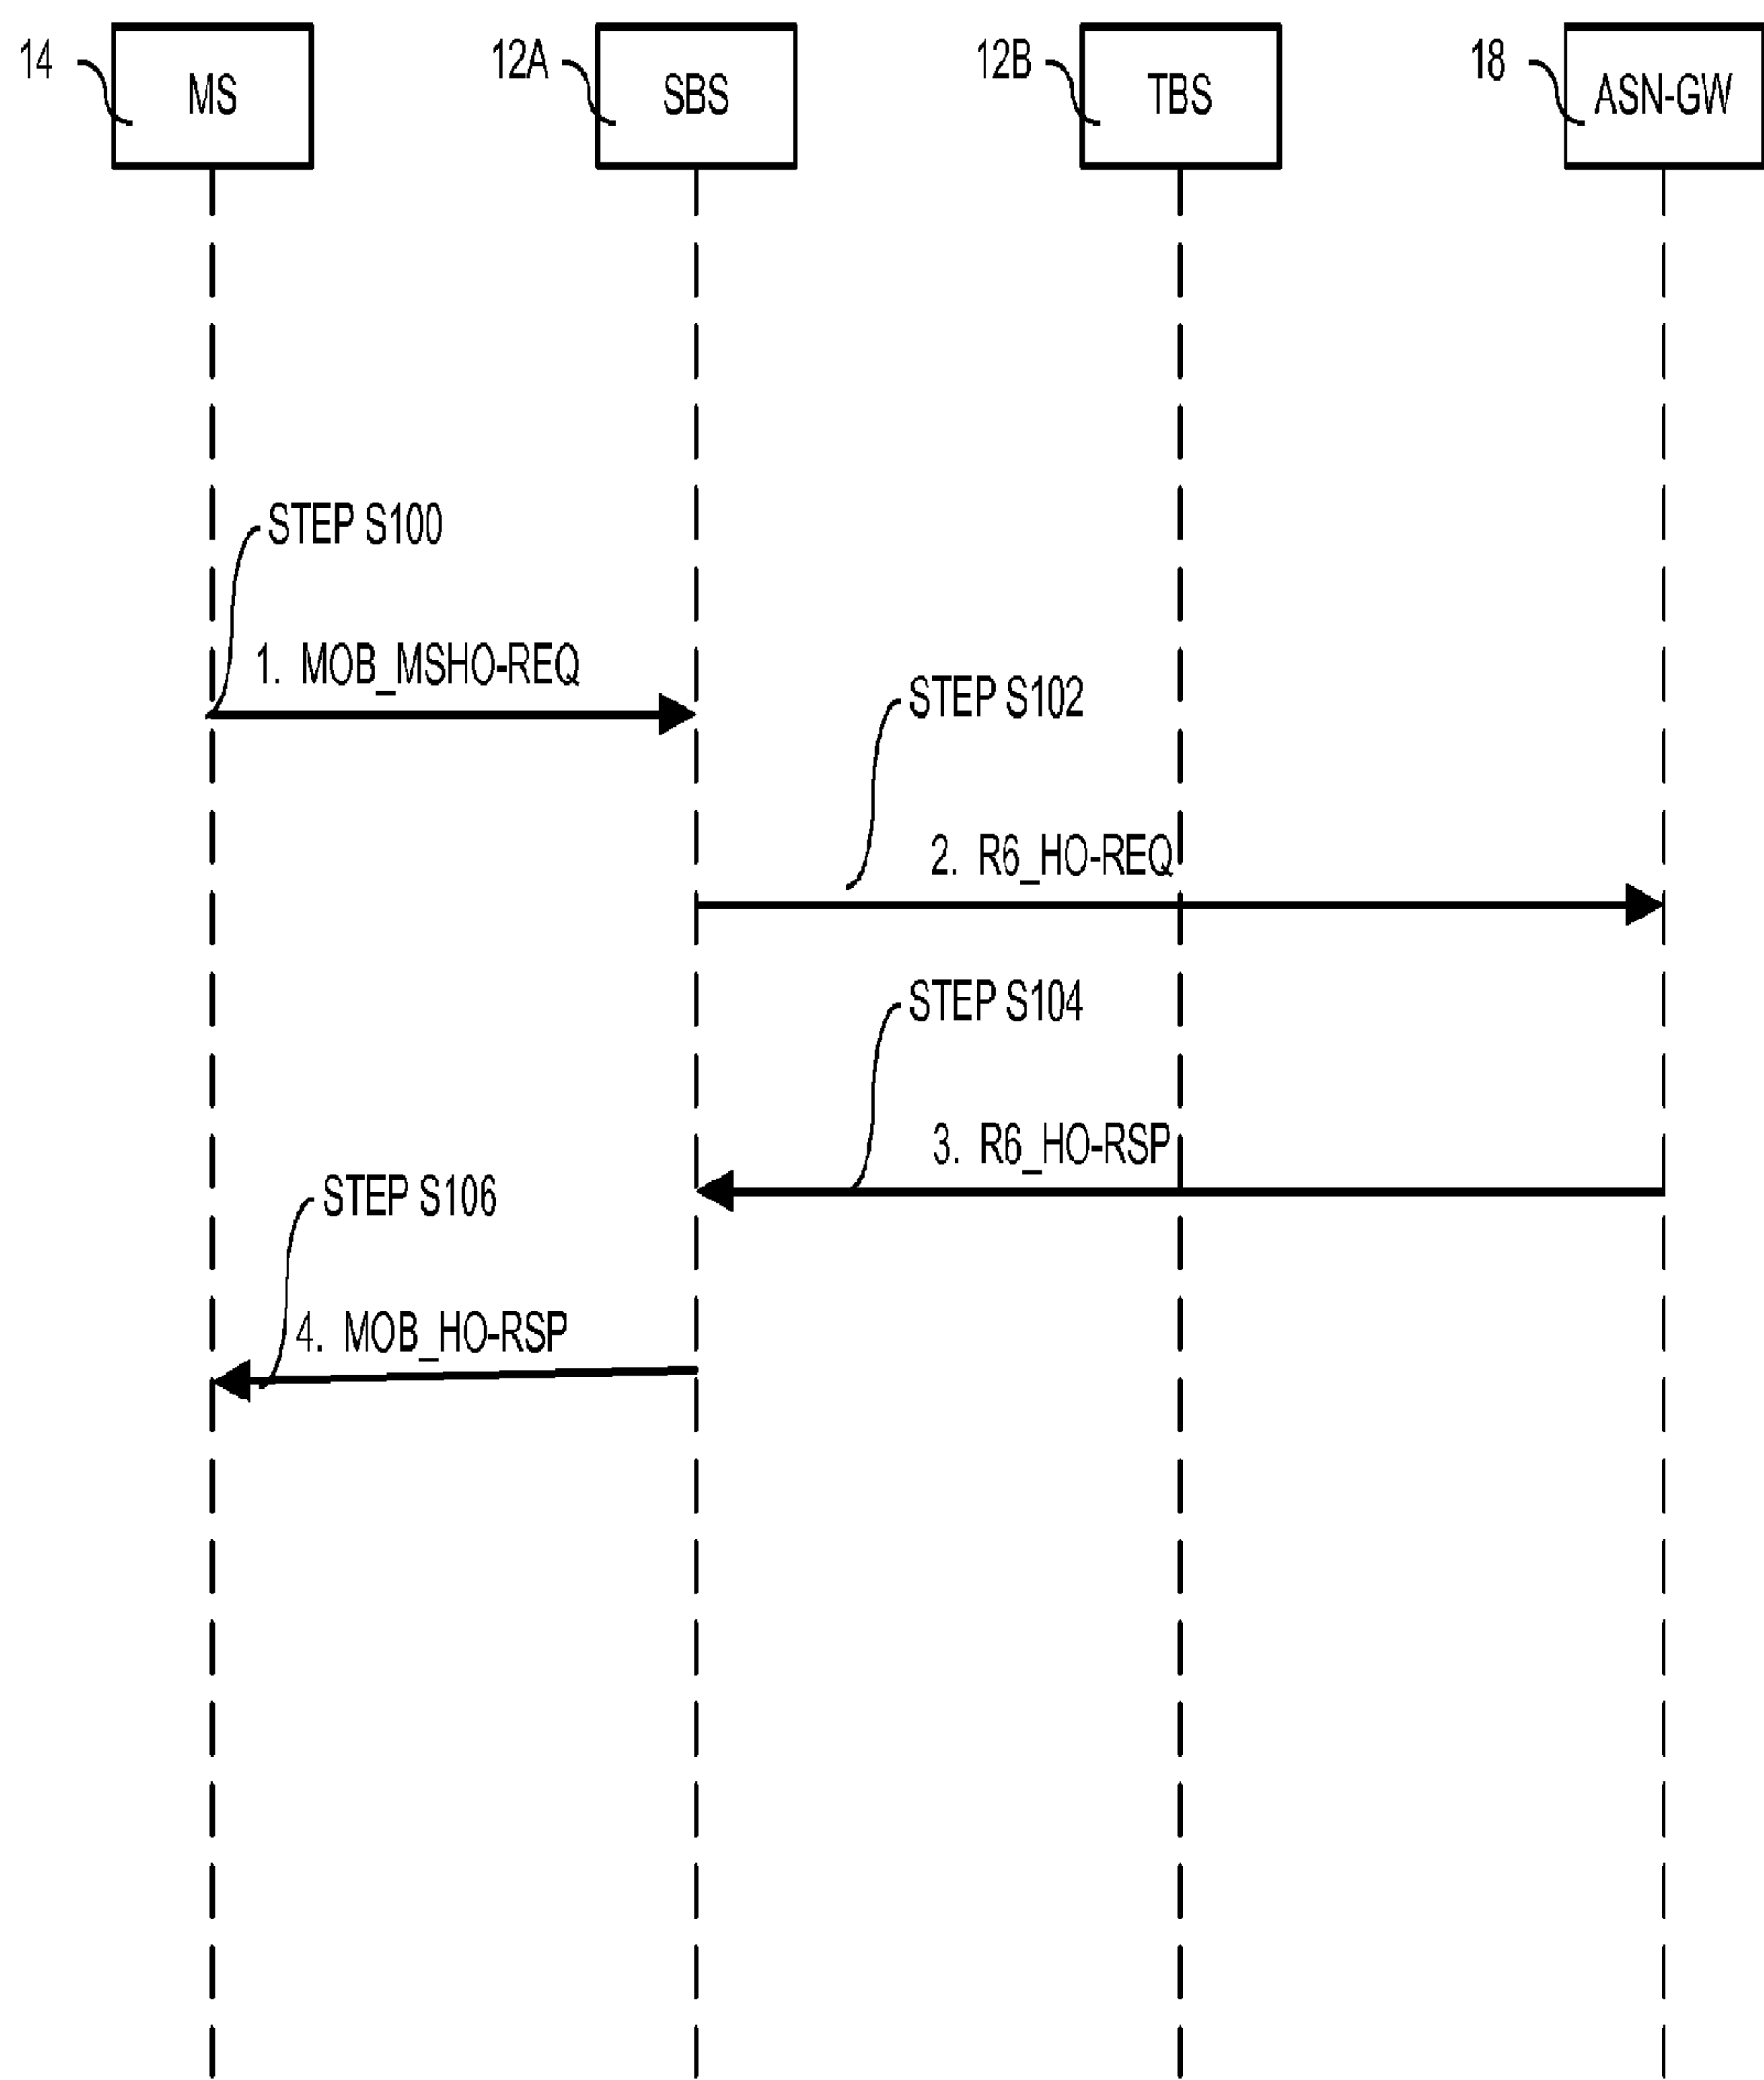 14
MS
12A
SBS
12B
TBS
18
ASN-GW
STEP S100
1. MOB_MSHO-REQ
STEP S102
2. R6_HO-REQ
STEP S104
3. R6_HO-RSP
STEP S106
4. MOB_HO-RSP